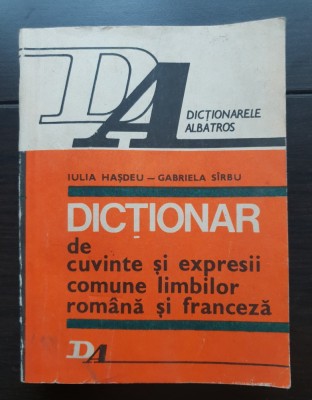 DA
DICȚIONARELE
ALBATROS
IULIA HAȘDEU – GABRIELA SÎRBU
DICȚIONAR
de
cuvinte și expresii
comune limbilor
română și franceză
DA